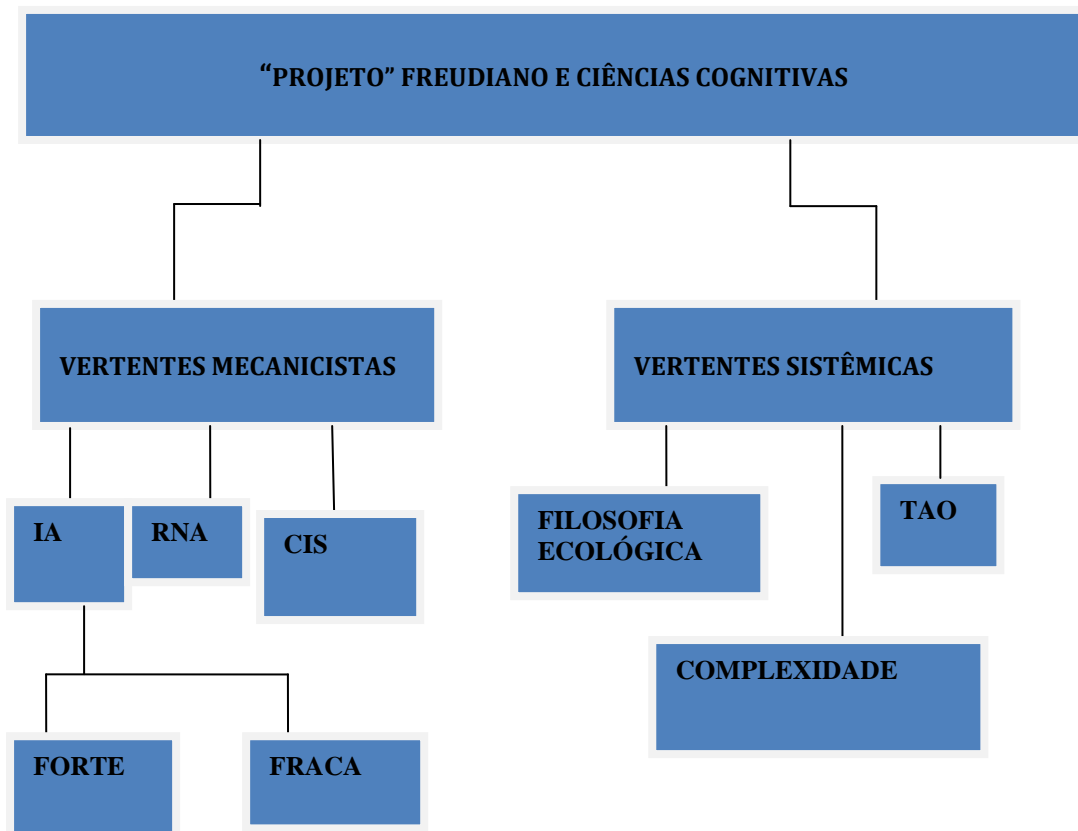 “PROJETO” FREUDIANO E CIÊNCIAS COGNITIVAS
VERTENTES MECANICISTAS
VERTENTES SISTÊMICAS
IA
RNA
CIS
FILOSOFIA
ECOLÓGICA
TAO
COMPLEXIDADE
FORTE
FRACA